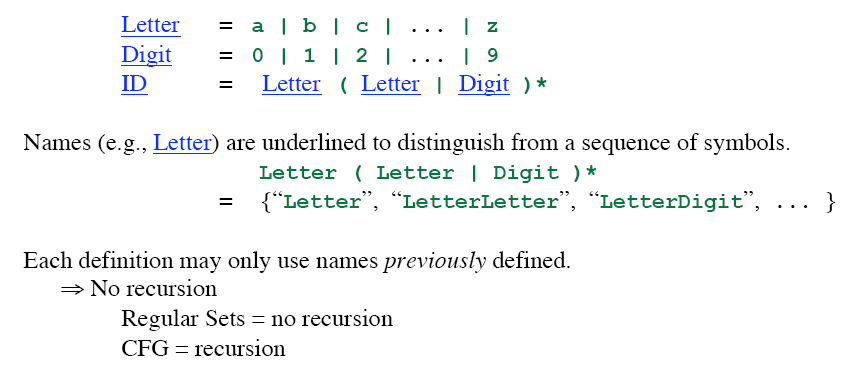 Letter = a | b | c | ... | z
Digit = 0 | 1 | 2 | ... | 9
ID = Letter ( Letter | Digit )*
Names (e.g., Letter) are underlined to distinguish from a sequence of symbols.
Letter ( Letter | Digit )*
= {“Letter”, “LetterLetter”, “LetterDigit”, ... }
Each definition may only use names previously defined.
⇒ No recursion
Regular Sets = no recursion
CFG = recursion